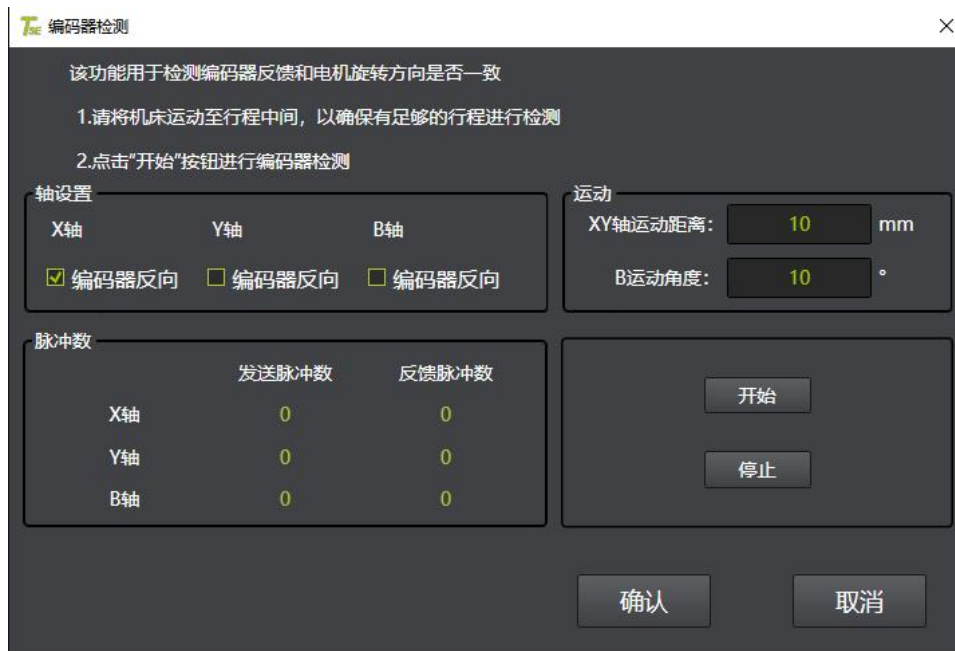 TSE 编码器检测
该功能用于检测编码器反馈和电机旋转方向是否一致
1.请将机床运动至行程中间，以确保有足够的行程进行检测
2.点击"开始"按钮进行编码器检测
轴设置
X轴 Y轴 B轴
编码器反向 编码器反向 编码器反向
运动
XY轴运动距离： 10 mm
B运动角度： 10 °
脉冲数
发送脉冲数 反馈脉冲数
X轴 0 0
Y轴 0 0
B轴 0 0
开始
停止
确认 取消